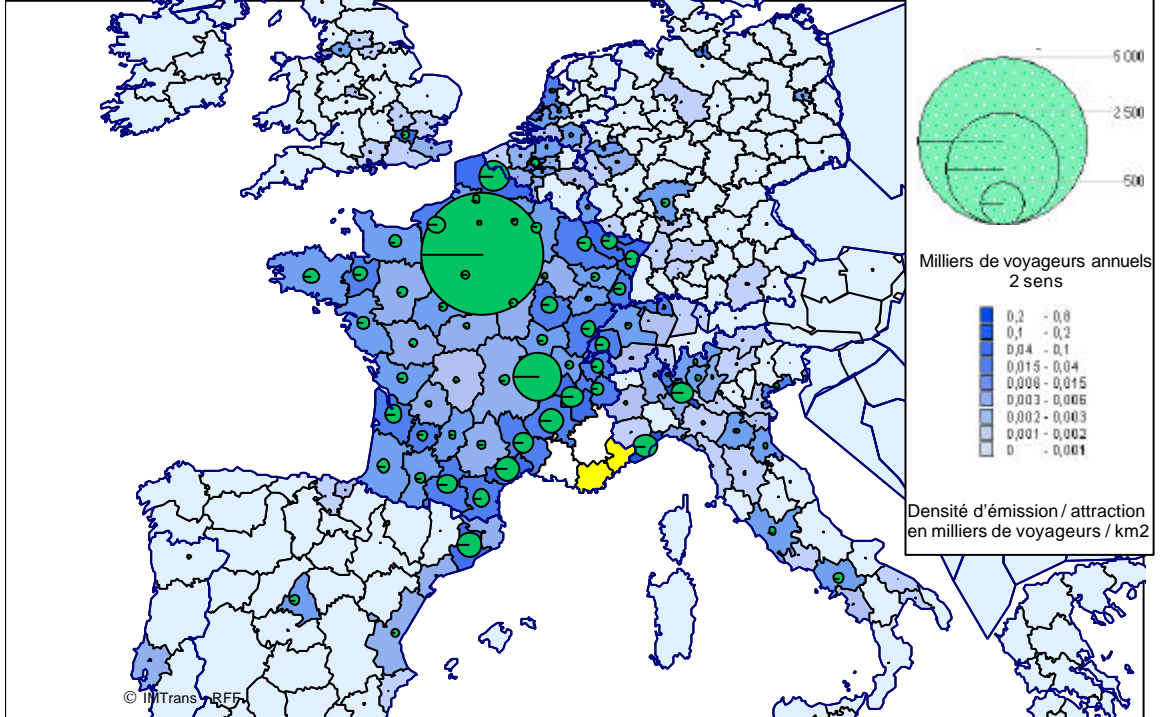 5 000
2 500
500
Milliers de voyageurs annuels
2 sens
0,2 - 0,8
0,1 - 0,2
0,04 - 0,1
0,015 - 0,04
0,008 - 0,015
0,003 - 0,006
0,002 - 0,003
0,001 - 0,002
0 - 0,001
Densité d'émission / attraction
en milliers de voyageurs / km2
© IMTrans - RFF